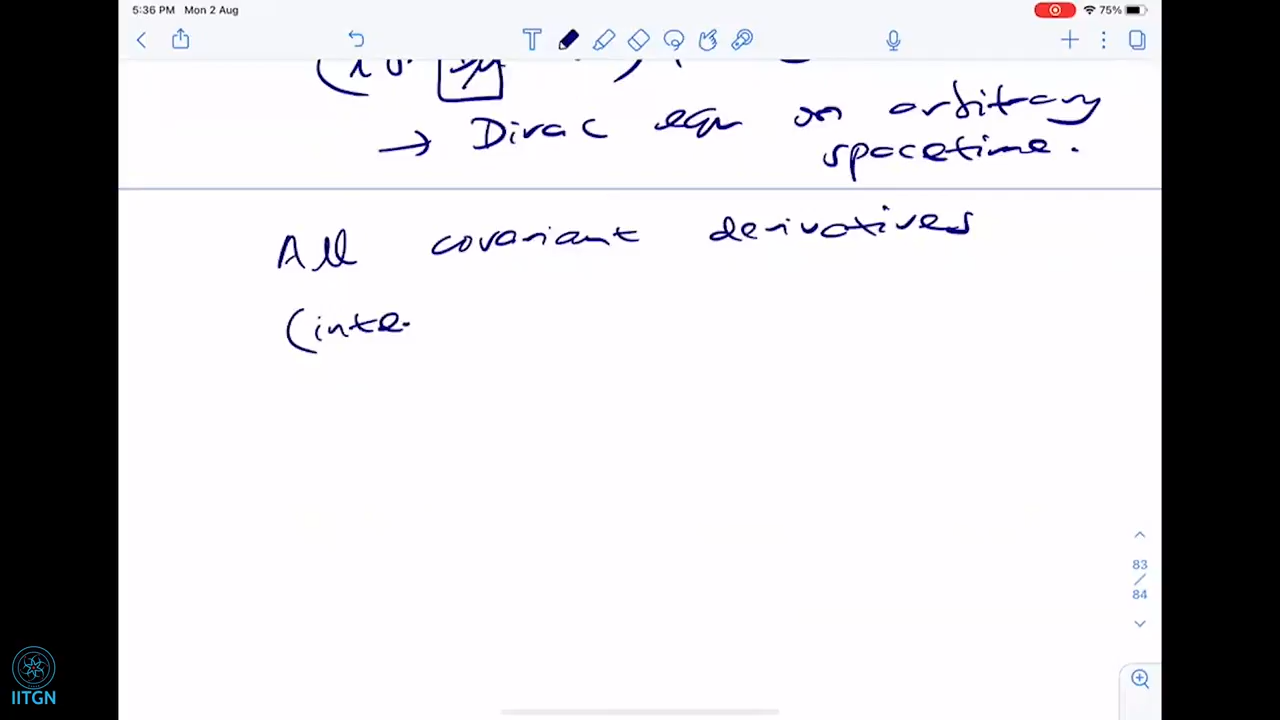 5:36 PM Mon 2 Aug
75%
→ Dirac eqn on arbitrary
spacetime.
All covariant derivatives
(inte
83
/
84
IITGN